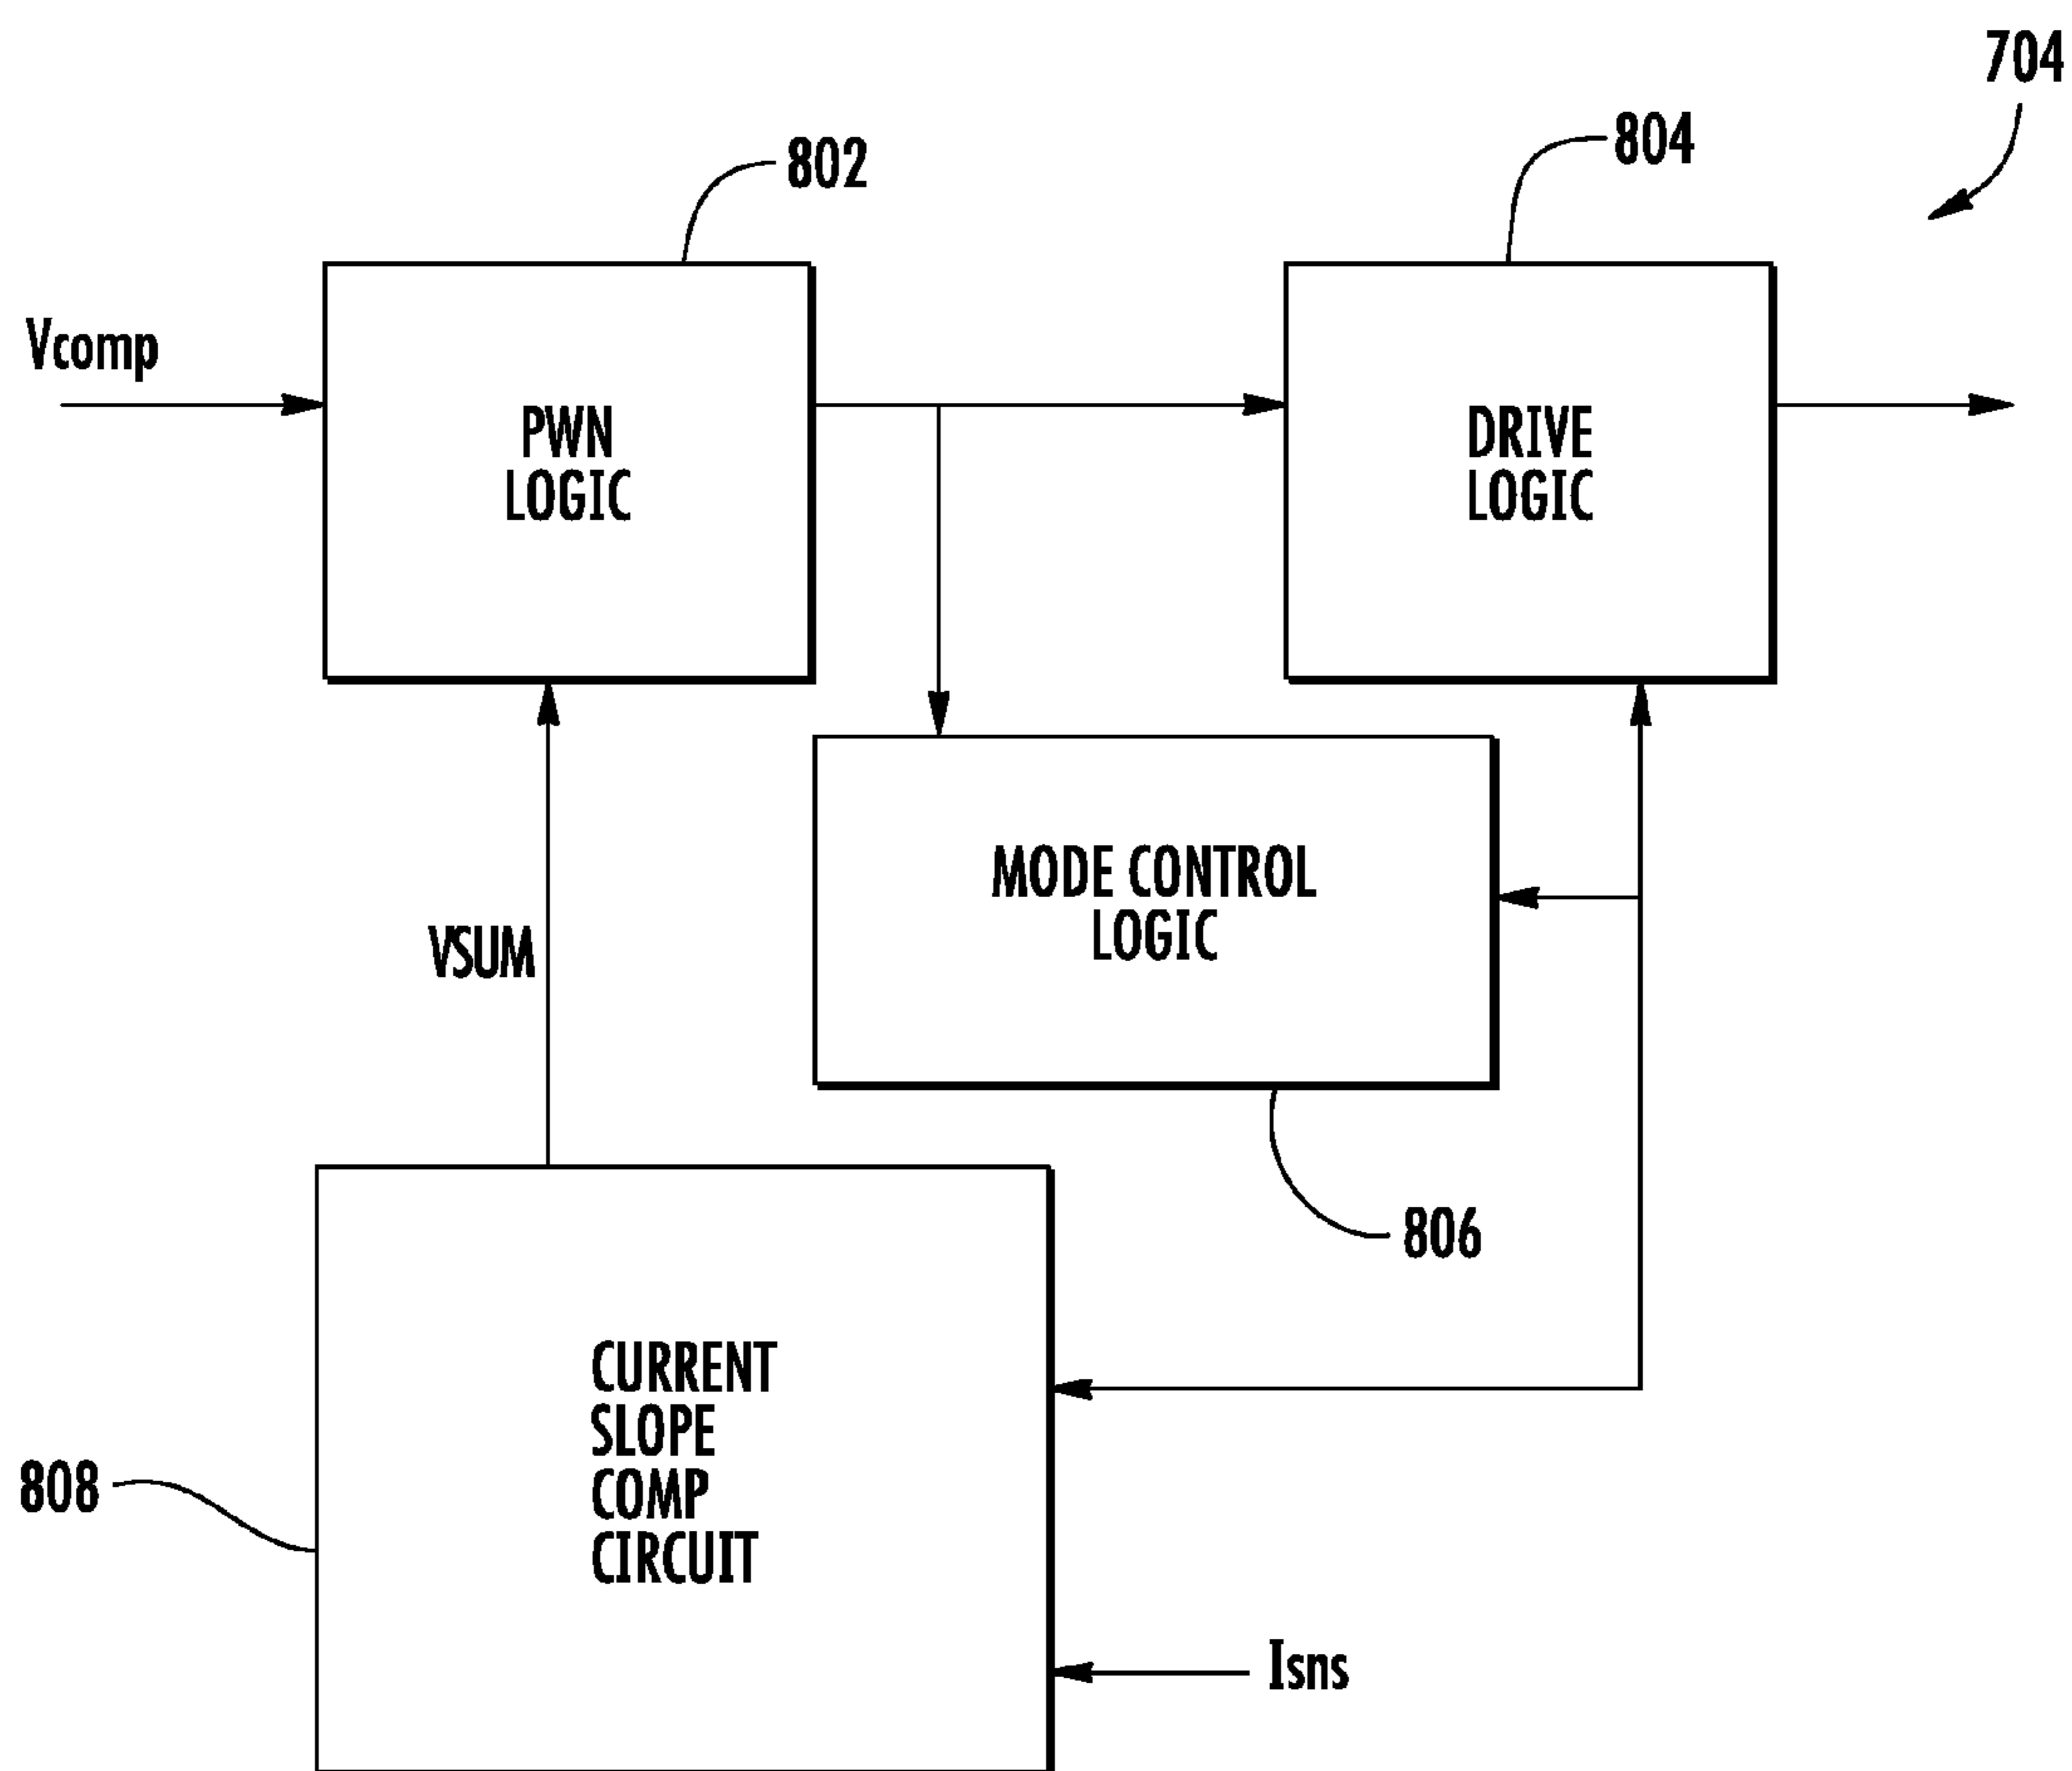 704
802
804
Vcomp
PWN
LOGIC
DRIVE
LOGIC
MODE CONTROL
LOGIC
VSUM
806
CURRENT
SLOPE
COMP
CIRCUIT
808
Isns